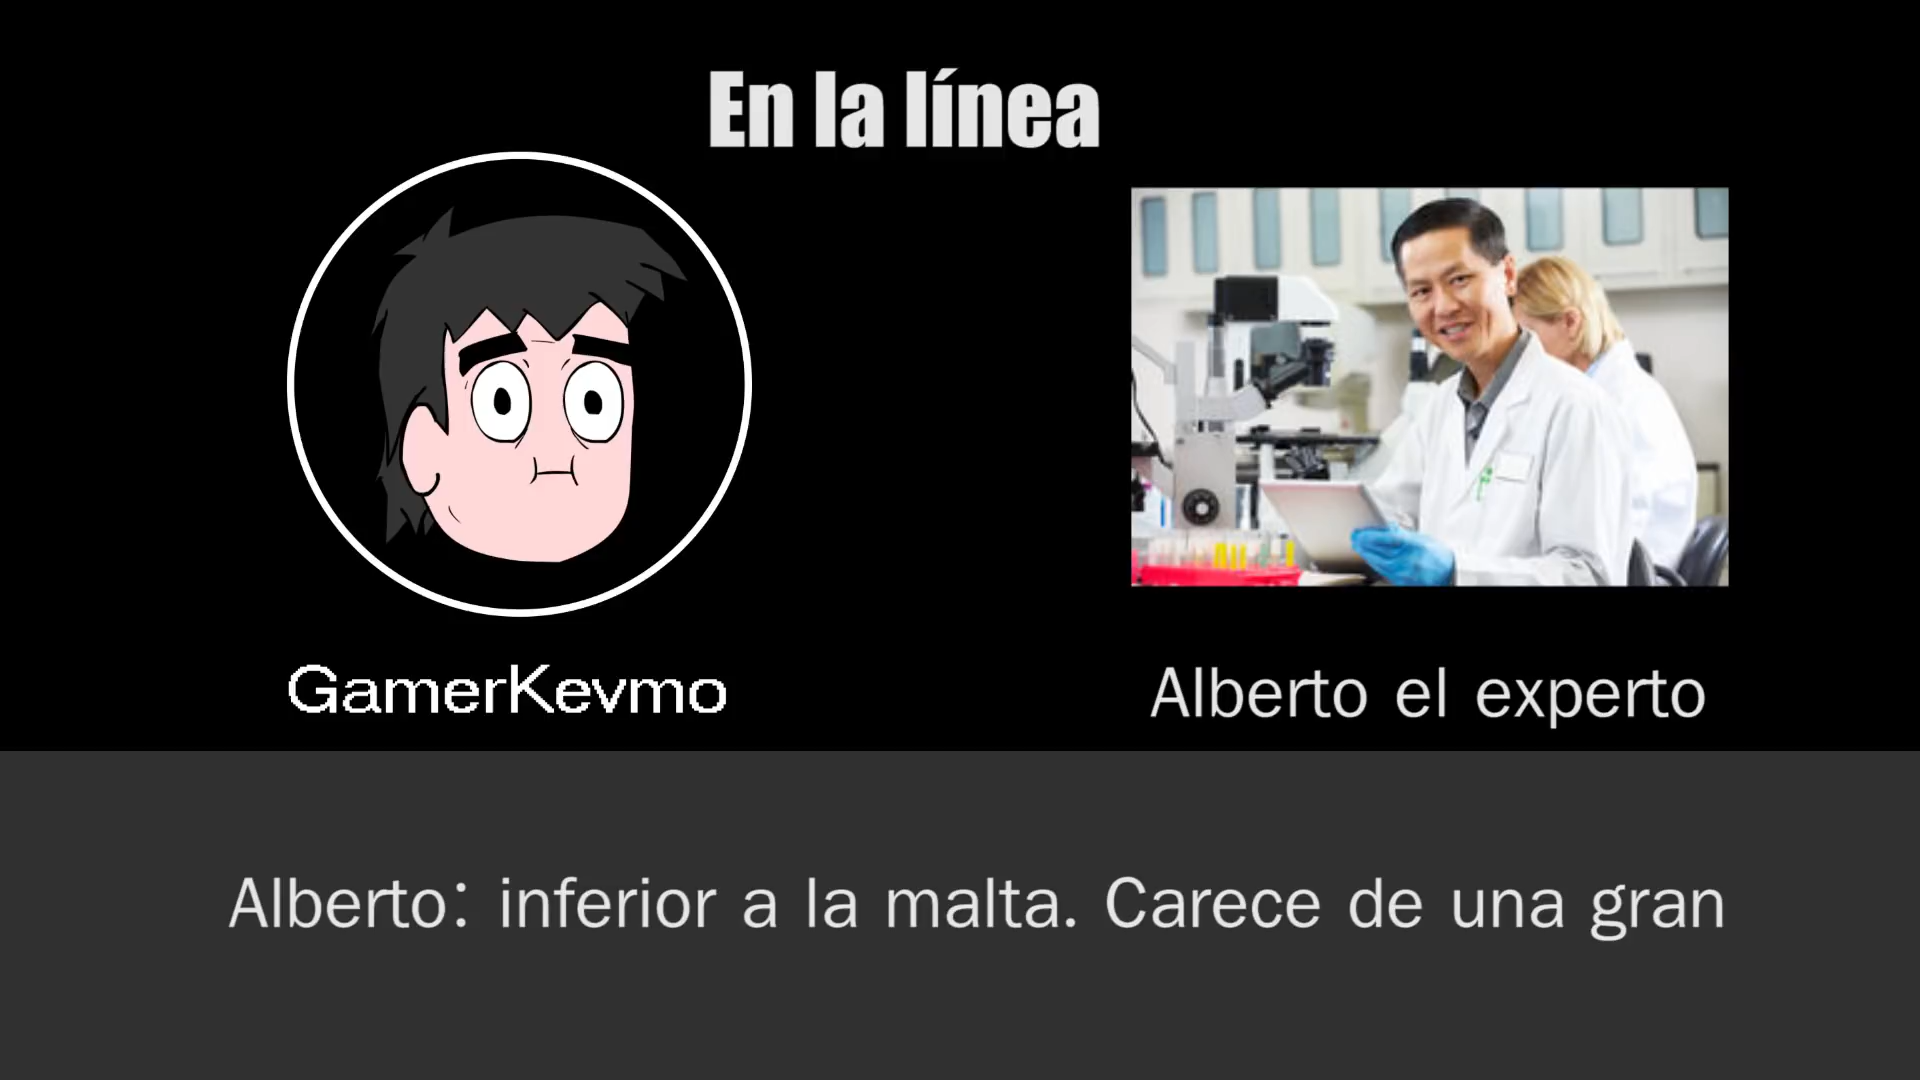 En la línea
GamerKevmo
Alberto el experto
Alberto: inferior a la malta. Carece de una gran